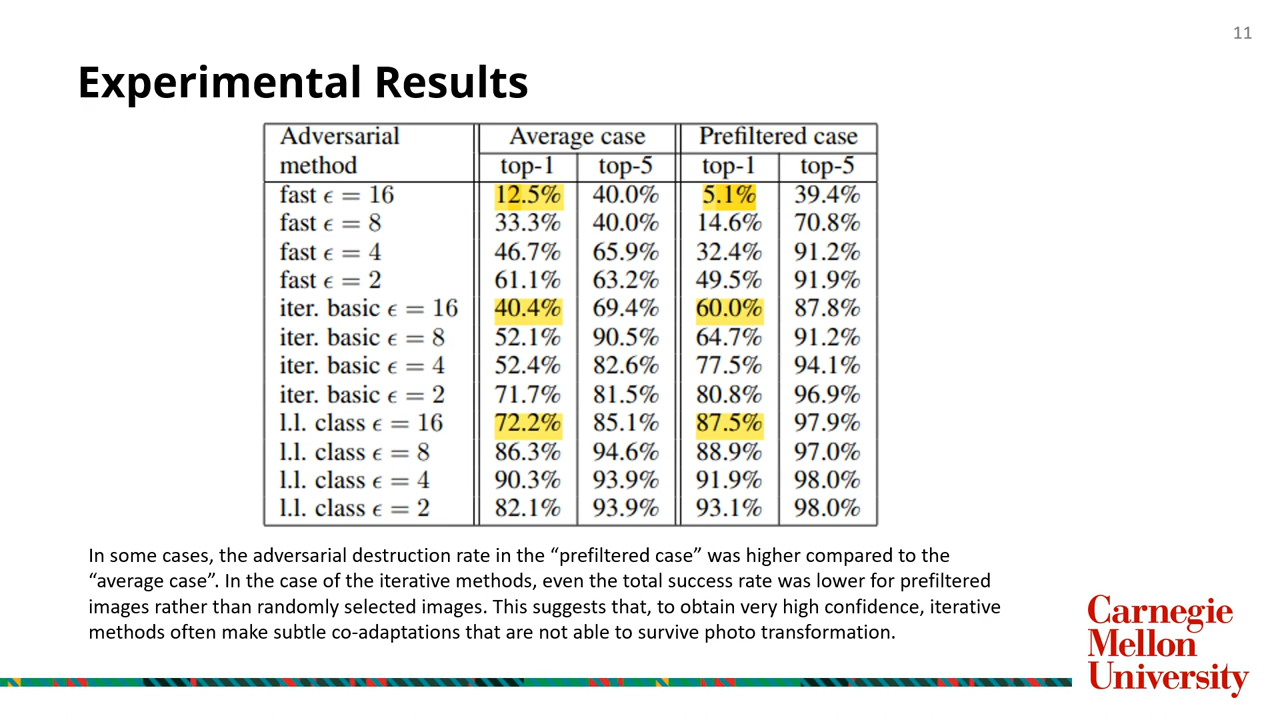 11
Experimental Results
Adversarial method Average case Prefiltered case
top-1 top-5 top-1 top-5
fast ϵ = 16 12.5% 40.0% 5.1% 39.4%
fast ϵ = 8 33.3% 40.0% 14.6% 70.8%
fast ϵ = 4 46.7% 65.9% 32.4% 91.2%
fast ϵ = 2 61.1% 63.2% 49.5% 91.9%
iter. basic ϵ = 16 40.4% 69.4% 60.0% 87.8%
iter. basic ϵ = 8 52.1% 90.5% 64.7% 91.2%
iter. basic ϵ = 4 52.4% 82.6% 77.5% 94.1%
iter. basic ϵ = 2 71.7% 81.5% 80.8% 96.9%
l.l. class ϵ = 16 72.2% 85.1% 87.5% 97.9%
l.l. class ϵ = 8 86.3% 94.6% 88.9% 97.0%
l.l. class ϵ = 4 90.3% 93.9% 91.9% 98.0%
l.l. class ϵ = 2 82.1% 93.9% 93.1% 98.0%
In some cases, the adversarial destruction rate in the “prefiltered case” was higher compared to the
“average case”. In the case of the iterative methods, even the total success rate was lower for prefiltered
images rather than randomly selected images. This suggests that, to obtain very high confidence, iterative
methods often make subtle co-adaptations that are not able to survive photo transformation.
Carnegie
Mellon
University